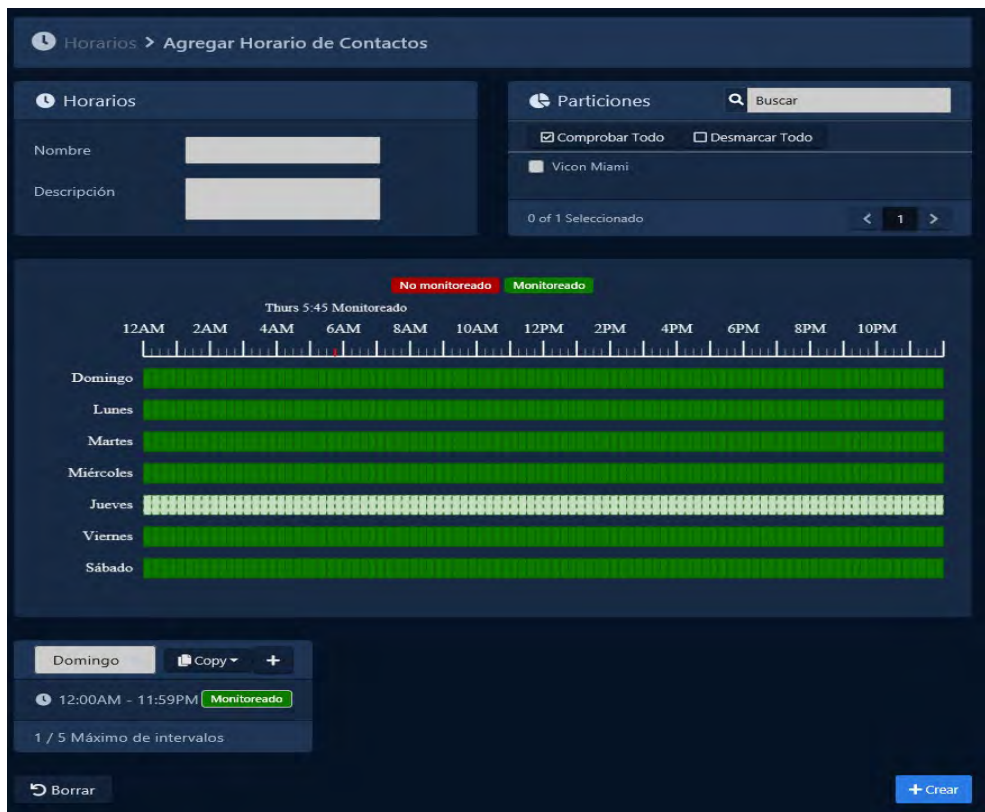 Horarios > Agregar Horario de Contactos
Horarios
Nombre
Descripción
Particiones
Buscar
Comprobar Todo
Desmarcar Todo
Vicon Miami
0 of 1 Seleccionado
< 1 >
No monitoreado
Monitoreado
Thurs 5:45 Monitoreado
12AM 2AM 4AM 6AM 8AM 10AM 12PM 2PM 4PM 6PM 8PM 10PM
Domingo
Lunes
Martes
Miércoles
Jueves
Viernes
Sábado
Domingo
Copy
+
12:00AM - 11:59PM Monitoreado
1 / 5 Máximo de intervalos
Borrar
+ Crear